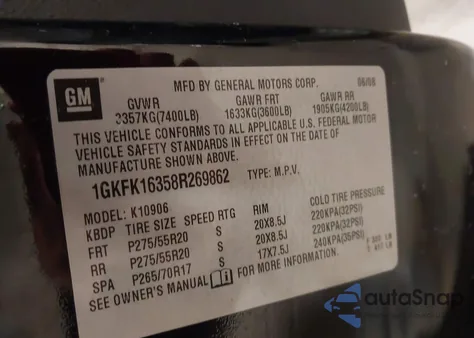 GM
MFD BY GENERAL MOTORS CORP. 06/08
GVWR GAWR FRT GAWR RR
3357KG(7400LB) 1633KG(3600LB) 1905KG(4200LB)
THIS VEHICLE CONFORMS TO ALL APPLICABLE U.S. FEDERAL MOTOR
VEHICLE SAFETY STANDARDS IN EFFECT ON THE DATE OF
MANUFACTURE SHOWN ABOVE.
1GKFK16358R269862 TYPE: M.P.V.
MODEL: K10906
KBDP TIRE SIZE SPEED RTG RIM COLD TIRE PRESSURE
FRT P275/55R20 S 20X8.5J 220KPA(32PSI)
RR P275/55R20 S 20X8.5J 220KPA(32PSI)
SPA P265/70R17 S 17X7.5J 240KPA(35PSI)
SEE OWNER'S MANUAL FOR MORE INFORMATION.
autoSnap